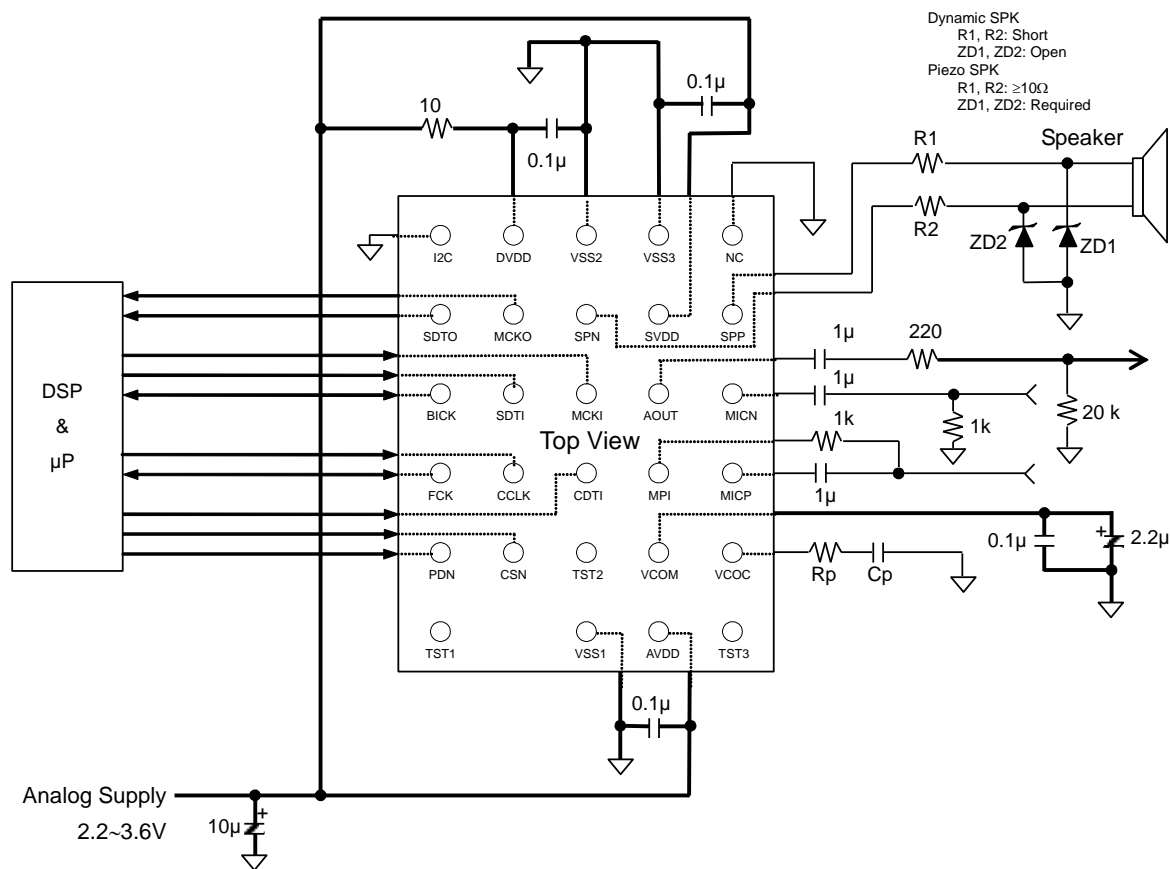 Dynamic SPK
R1, R2: Short
ZD1, ZD2: Open
Piezo SPK
R1, R2: ≥10Ω
ZD1, ZD2: Required
0.1µ
10
0.1µ
R1
Speaker
R2
ZD2
ZD1
I2C
DVDD
VSS2
VSS3
NC
SDTO
MCKO
SPN
SVDD
SPP
1µ
220
DSP
&
µP
BICK
SDTI
MCKI
AOUT
MICN
1µ
20 k
1k
Top View
1k
FCK
CCLK
CDTI
MPI
MICP
1µ
0.1µ
+
2.2µ
PDN
CSN
TST2
VCOM
VCOC
Rp
Cp
TST1
VSS1
AVDD
TST3
0.1µ
Analog Supply
2.2~3.6V
10µ
+